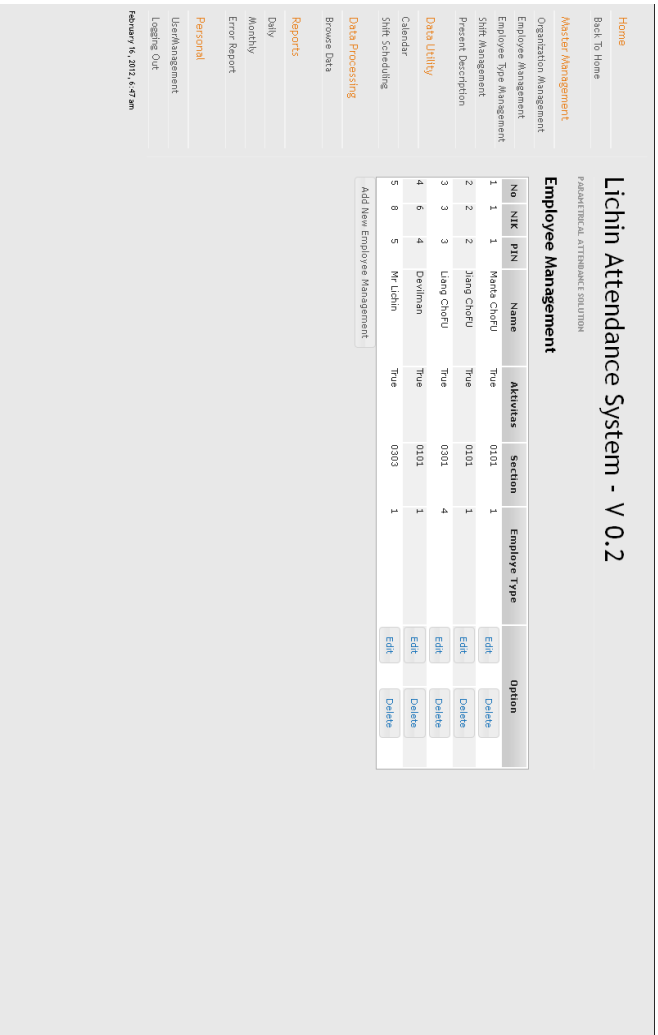 Home
Back To Home
Master Management
Organization Management
Employee Management
Employee Type Management
Shift Management
Present Description
Data Utility
Calendar
Shift Scheduling
Data Processing
Browse Data
Reports
Daily
Monthly
Error Report
Personal
UserManagement
Logging Out
February 16, 2012, 6:47 am
Lichin Attendance System - V 0.2
PARAMETRICAL ATTENDANCE SOLUTION
Employee Management
No NIK PIN Name Aktivitas Section Employe Type Option
1 1 1 Manta ChoFU True 0101 1 Edit Delete
2 2 2 Jiang ChoFU True 0101 1 Edit Delete
3 3 3 Liang ChoFU True 0301 4 Edit Delete
4 6 4 Devilman True 0101 1 Edit Delete
5 8 5 Mr Lichin True 0303 1 Edit Delete
Add New Employee Management